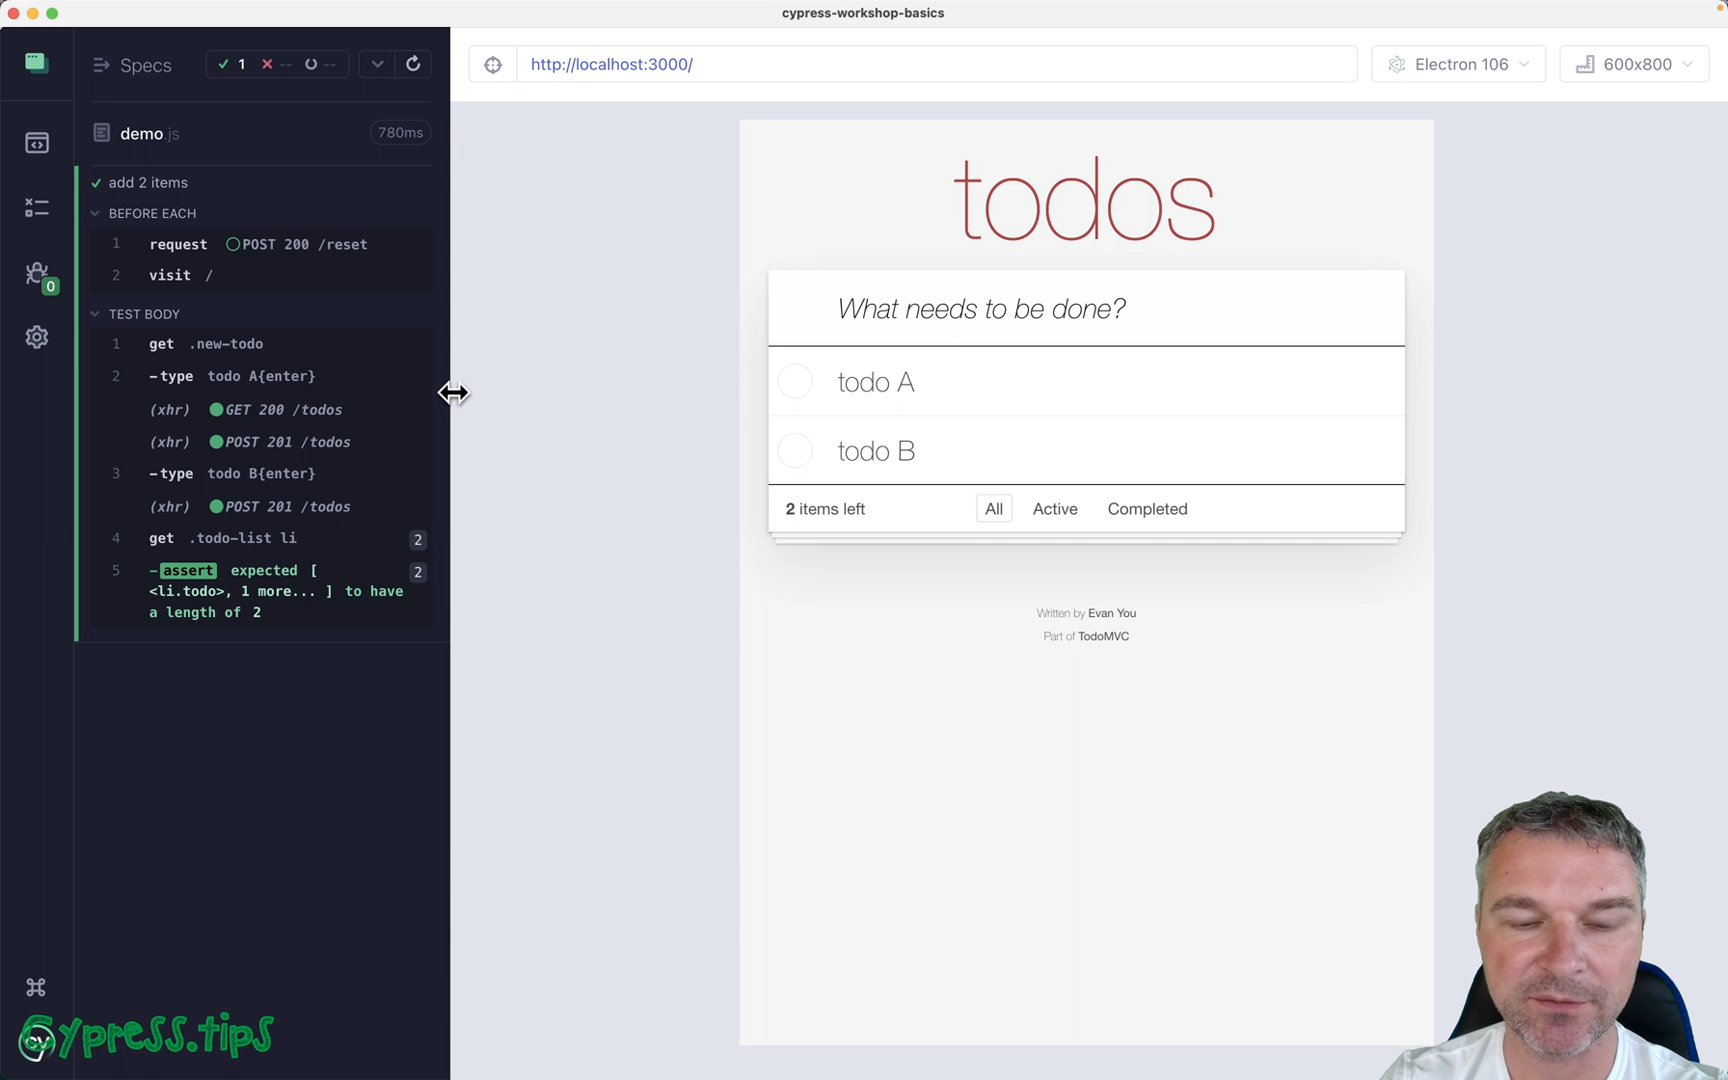 cypress-workshop-basics
Specs
1 -- --
http://localhost:3000/
Electron 106
600x800
demo.js
780ms
add 2 items
BEFORE EACH
1 request POST 200 /reset
2 visit /
TEST BODY
1 get .new-todo
2 -type todo A{enter}
(xhr) GET 200 /todos
(xhr) POST 201 /todos
3 -type todo B{enter}
(xhr) POST 201 /todos
4 get .todo-list li 2
5 -assert expected [ 2
<li.todo>, 1 more... ] to have
a length of 2
0
todos
What needs to be done?
todo A
todo B
2 items left All Active Completed
Written by Evan You
Part of TodoMVC
Cypress.tips
cy